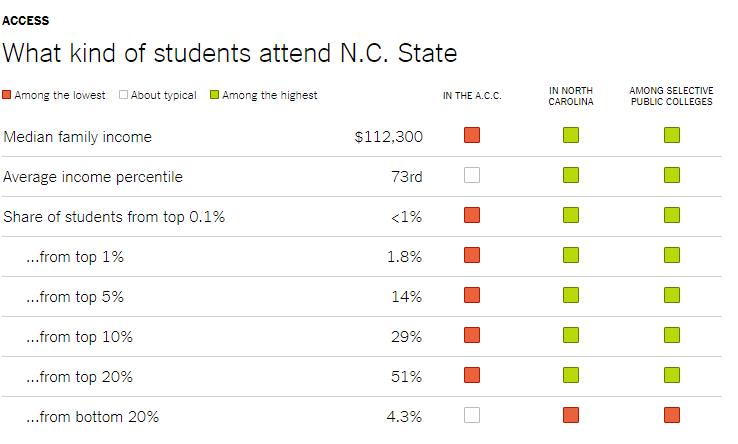 ACCESS
What kind of students attend N.C. State
Among the lowest About typical Among the highest
IN THE A.C.C.
IN NORTH
CAROLINA
AMONG SELECTIVE
PUBLIC COLLEGES
Median family income $112,300
Average income percentile 73rd
Share of students from top 0.1% <1%
...from top 1% 1.8%
...from top 5% 14%
...from top 10% 29%
...from top 20% 51%
...from bottom 20% 4.3%